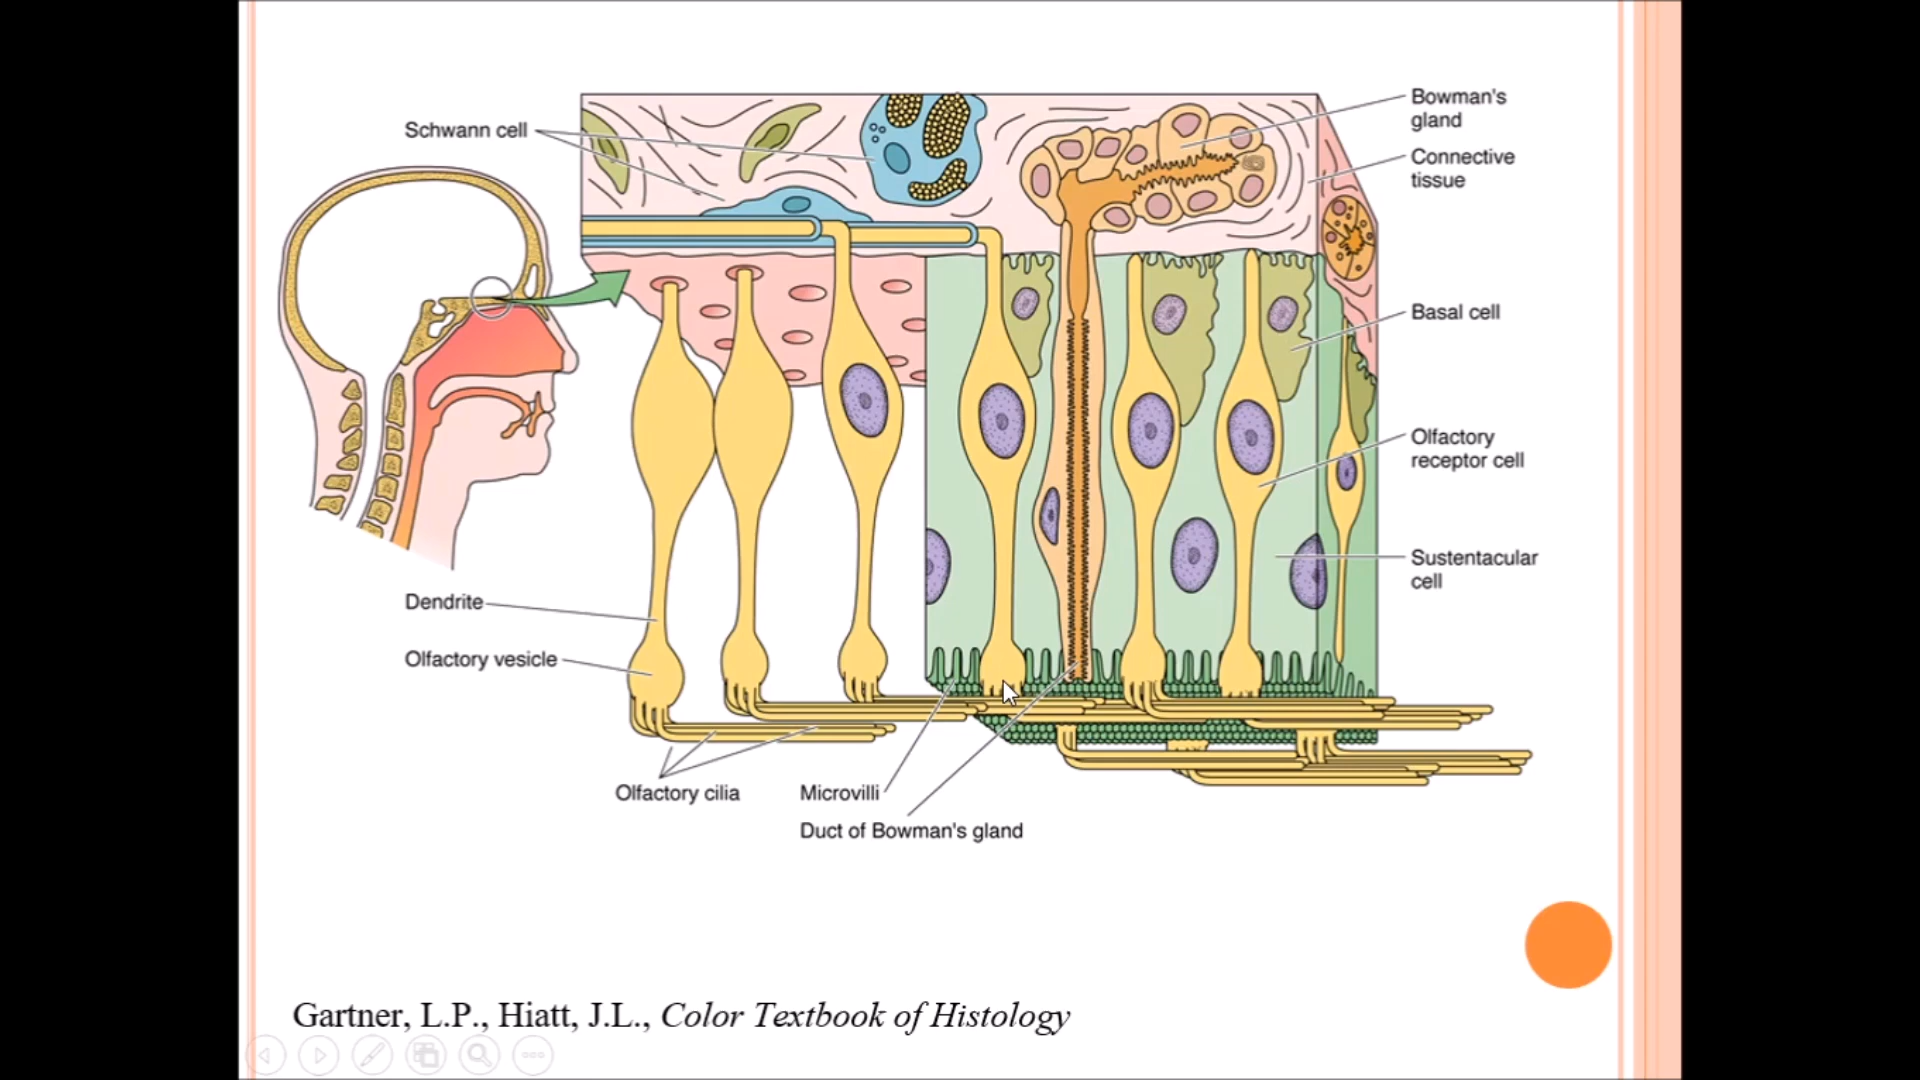 Schwann cell
Bowman's
gland
Connective
tissue
Basal cell
Olfactory
receptor cell
Sustentacular
cell
Dendrite
Olfactory vesicle
Olfactory cilia
Microvilli
Duct of Bowman's gland
Gartner, L.P., Hiatt, J.L., Color Textbook of Histology